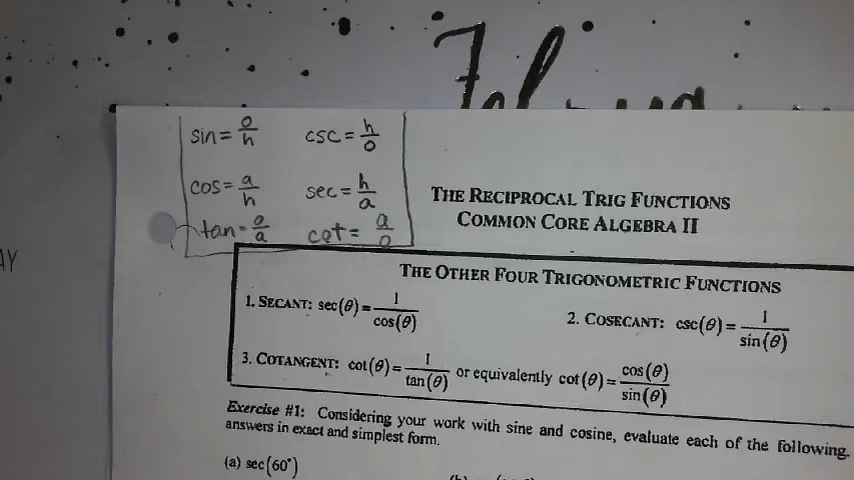 sin = o/h csc = h/o
cos = a/h sec = h/a
tan = o/a cot = a/o
THE RECIPROCAL TRIG FUNCTIONS
COMMON CORE ALGEBRA II
THE OTHER FOUR TRIGONOMETRIC FUNCTIONS
1. SECANT: sec(θ) = 1/cos(θ) 2. COSECANT: csc(θ) = 1/sin(θ)
3. COTANGENT: cot(θ) = 1/tan(θ) or equivalently cot(θ) = cos(θ)/sin(θ)
Exercise #1: Considering your work with sine and cosine, evaluate each of the following.
answers in exact and simplest form.
(a) sec(60°)